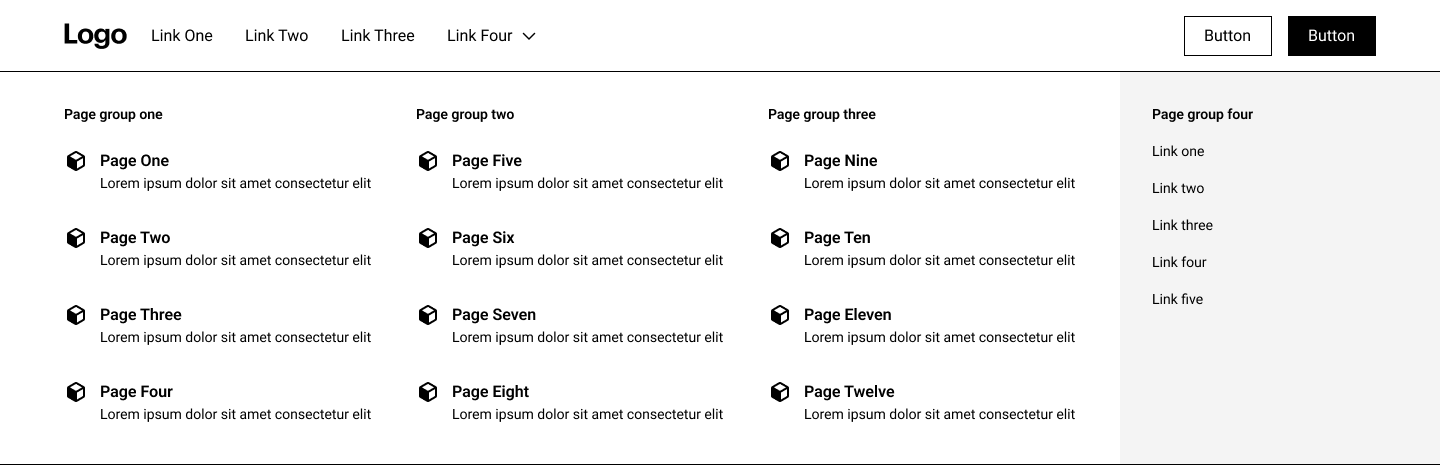 Logo
Link One
Link Two
Link Three
Link Four
Button
Button
Page group one
Page One
Lorem ipsum dolor sit amet consectetur elit
Page Two
Lorem ipsum dolor sit amet consectetur elit
Page Three
Lorem ipsum dolor sit amet consectetur elit
Page Four
Lorem ipsum dolor sit amet consectetur elit
Page group two
Page Five
Lorem ipsum dolor sit amet consectetur elit
Page Six
Lorem ipsum dolor sit amet consectetur elit
Page Seven
Lorem ipsum dolor sit amet consectetur elit
Page Eight
Lorem ipsum dolor sit amet consectetur elit
Page group three
Page Nine
Lorem ipsum dolor sit amet consectetur elit
Page Ten
Lorem ipsum dolor sit amet consectetur elit
Page Eleven
Lorem ipsum dolor sit amet consectetur elit
Page Twelve
Lorem ipsum dolor sit amet consectetur elit
Page group four
Link one
Link two
Link three
Link four
Link five